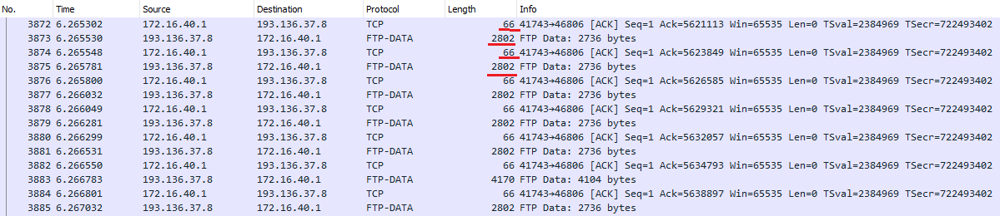 No. Time Source Destination Protocol Length Info
3872 6.265302 172.16.40.1 193.136.37.8 TCP 66 41743→46806 [ACK] Seq=1 Ack=5621113 Win=65535 Len=0 TSval=2384969 TSecr=722493402
3873 6.265530 193.136.37.8 172.16.40.1 FTP-DATA 2802 FTP Data: 2736 bytes
3874 6.265548 172.16.40.1 193.136.37.8 TCP 66 41743→46806 [ACK] Seq=1 Ack=5623849 Win=65535 Len=0 TSval=2384969 TSecr=722493402
3875 6.265781 193.136.37.8 172.16.40.1 FTP-DATA 2802 FTP Data: 2736 bytes
3876 6.265800 172.16.40.1 193.136.37.8 TCP 66 41743→46806 [ACK] Seq=1 Ack=5626585 Win=65535 Len=0 TSval=2384969 TSecr=722493402
3877 6.266032 193.136.37.8 172.16.40.1 FTP-DATA 2802 FTP Data: 2736 bytes
3878 6.266049 172.16.40.1 193.136.37.8 TCP 66 41743→46806 [ACK] Seq=1 Ack=5629321 Win=65535 Len=0 TSval=2384969 TSecr=722493402
3879 6.266281 193.136.37.8 172.16.40.1 FTP-DATA 2802 FTP Data: 2736 bytes
3880 6.266299 172.16.40.1 193.136.37.8 TCP 66 41743→46806 [ACK] Seq=1 Ack=5632057 Win=65535 Len=0 TSval=2384969 TSecr=722493402
3881 6.266531 193.136.37.8 172.16.40.1 FTP-DATA 2802 FTP Data: 2736 bytes
3882 6.266550 172.16.40.1 193.136.37.8 TCP 66 41743→46806 [ACK] Seq=1 Ack=5634793 Win=65535 Len=0 TSval=2384969 TSecr=722493402
3883 6.266783 193.136.37.8 172.16.40.1 FTP-DATA 4170 FTP Data: 4104 bytes
3884 6.266801 172.16.40.1 193.136.37.8 TCP 66 41743→46806 [ACK] Seq=1 Ack=5638897 Win=65535 Len=0 TSval=2384969 TSecr=722493402
3885 6.267032 193.136.37.8 172.16.40.1 FTP-DATA 2802 FTP Data: 2736 bytes